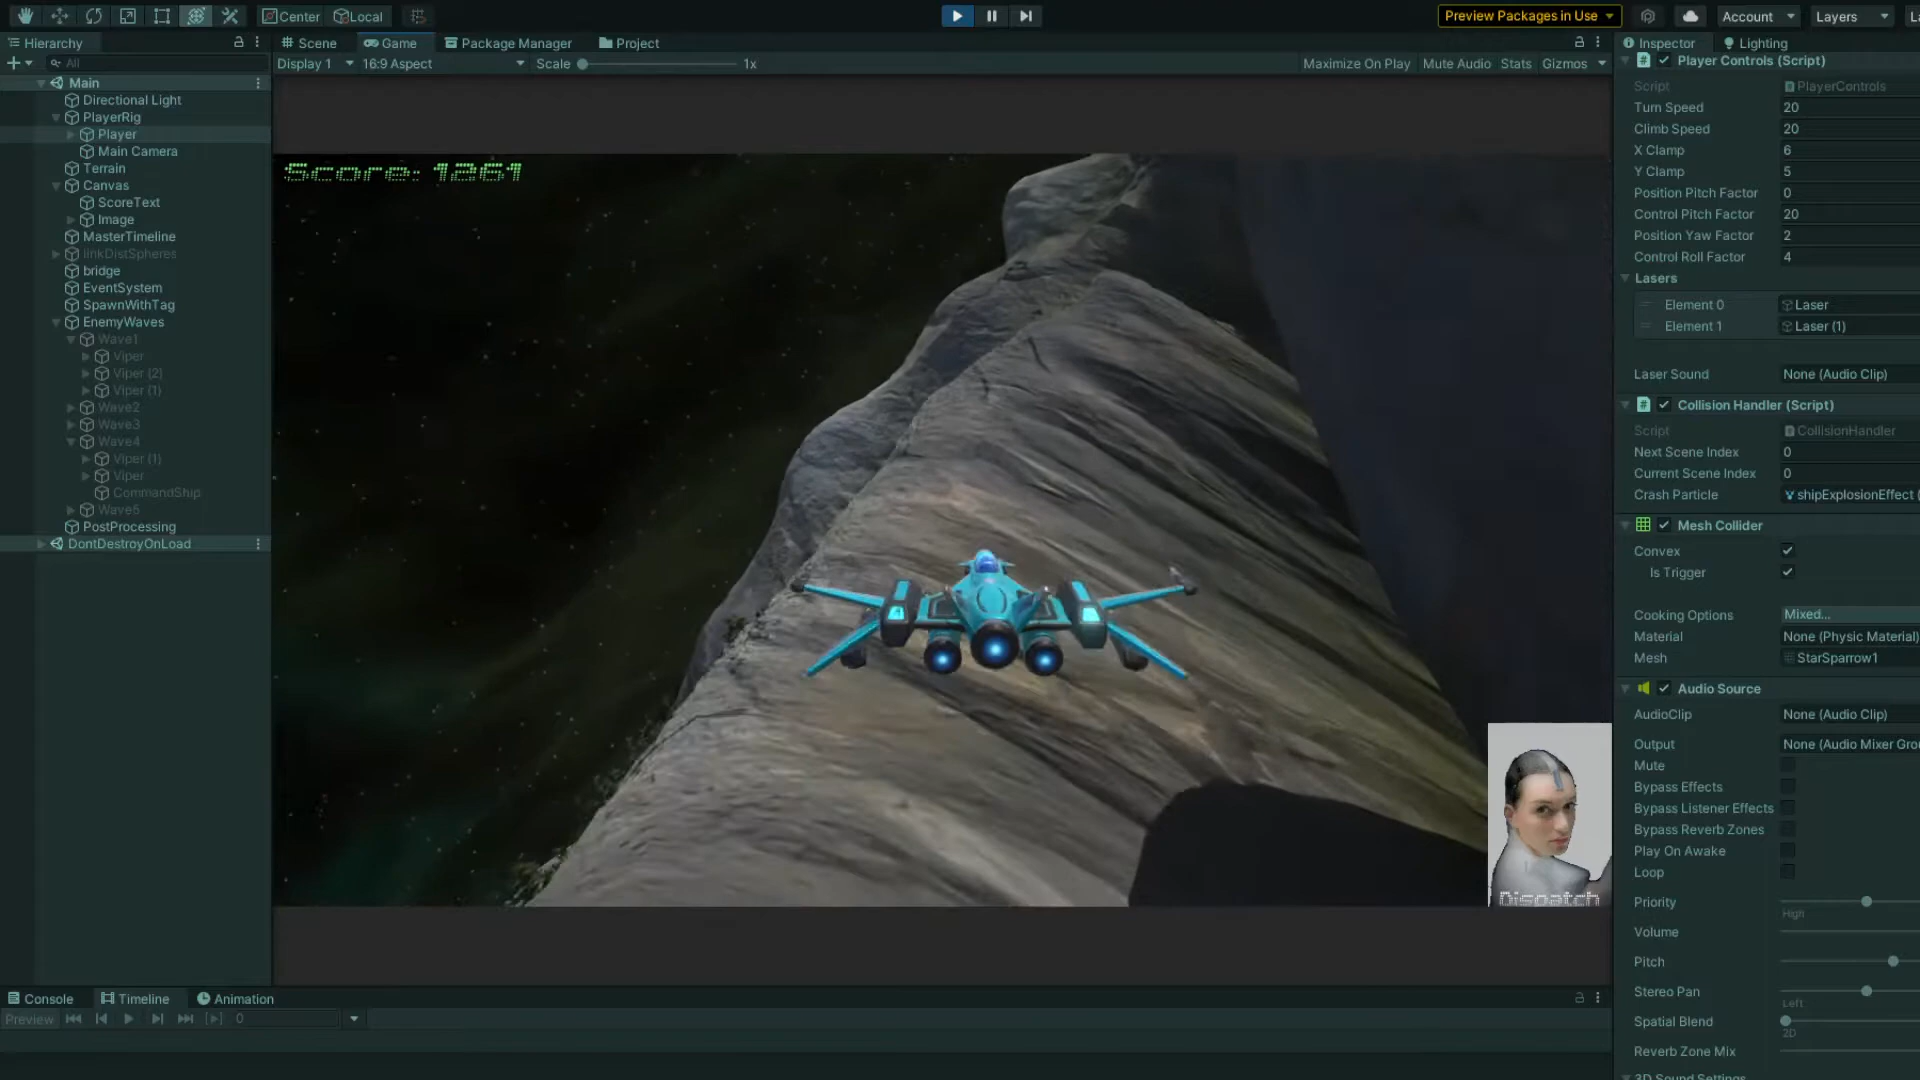 Center
Local
Preview Packages in Use
Account
Layers
Hierarchy
All
Main
Directional Light
PlayerRig
Player
Main Camera
Terrain
Canvas
ScoreText
Image
MasterTimeline
linkDistSpheres
bridge
EventSystem
SpawnWithTag
EnemyWaves
Wave1
Viper
Viper (2)
Viper (1)
Wave2
Wave3
Wave4
Viper (1)
Viper
CommandShip
Wave5
PostProcessing
DontDestroyOnLoad
Scene
Game
Package Manager
Project
Display 1
16:9 Aspect
Scale
1x
Maximize On Play
Mute Audio
Stats
Gizmos
Score: 1261
Dispatch
Console
Timeline
Animation
Preview
0
Inspector
Lighting
Player Controls (Script)
Script PlayerControls
Turn Speed 20
Climb Speed 20
X Clamp 6
Y Clamp 5
Position Pitch Factor 0
Control Pitch Factor 20
Position Yaw Factor 2
Control Roll Factor 4
Lasers
Element 0 Laser
Element 1 Laser (1)
Laser Sound None (Audio Clip)
Collision Handler (Script)
Script CollisionHandler
Next Scene Index 0
Current Scene Index 0
Crash Particle shipExplosionEffect (
Mesh Collider
Convex
Is Trigger
Cooking Options Mixed...
Material None (Physic Material)
Mesh StarSparrow1
Audio Source
AudioClip None (Audio Clip)
Output None (Audio Mixer Gro
Mute
Bypass Effects
Bypass Listener Effects
Bypass Reverb Zones
Play On Awake
Loop
Priority
High
Volume
Pitch
Stereo Pan
Left
Spatial Blend
2D
Reverb Zone Mix
3D Sound Settings